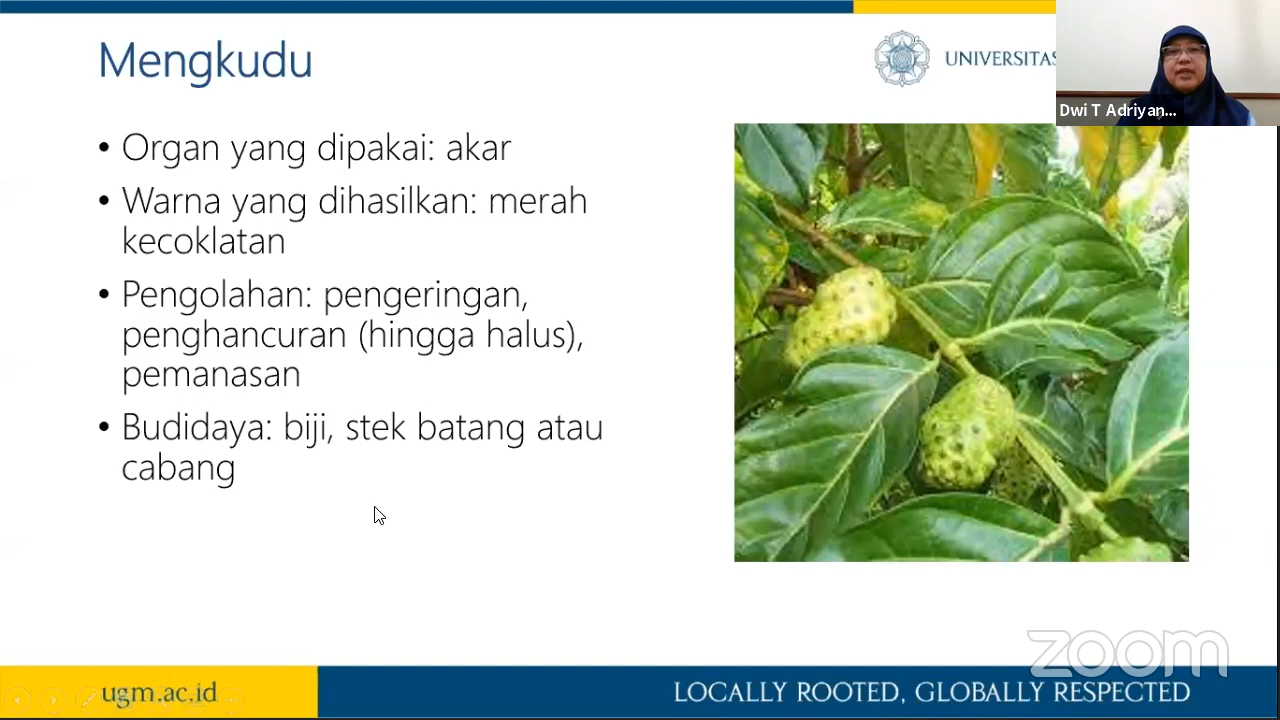 Mengkudu
UNIVERSITAS
Dwi T Adriyan...
• Organ yang dipakai: akar
• Warna yang dihasilkan: merah
kecoklatan
• Pengolahan: pengeringan,
penghancuran (hingga halus),
pemanasan
• Budidaya: biji, stek batang atau
cabang
zoom
ugm.ac.id
LOCALLY ROOTED, GLOBALLY RESPECTED